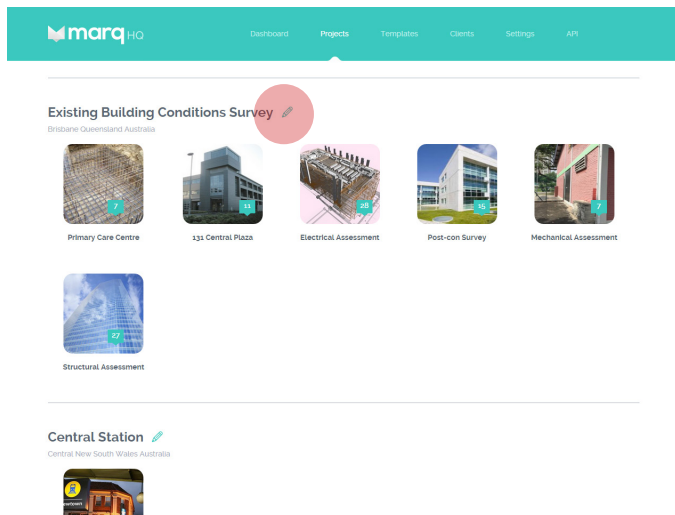 marq HQ
Dashboard Projects Templates Clients Settings API
Existing Building Conditions Survey
Brisbane Queensland Australia
7 11 28 15 7
Primary Care Centre 131 Central Plaza Electrical Assessment Post-con Survey Mechanical Assessment
27
Structural Assessment
Central Station
Central New South Wales Australia